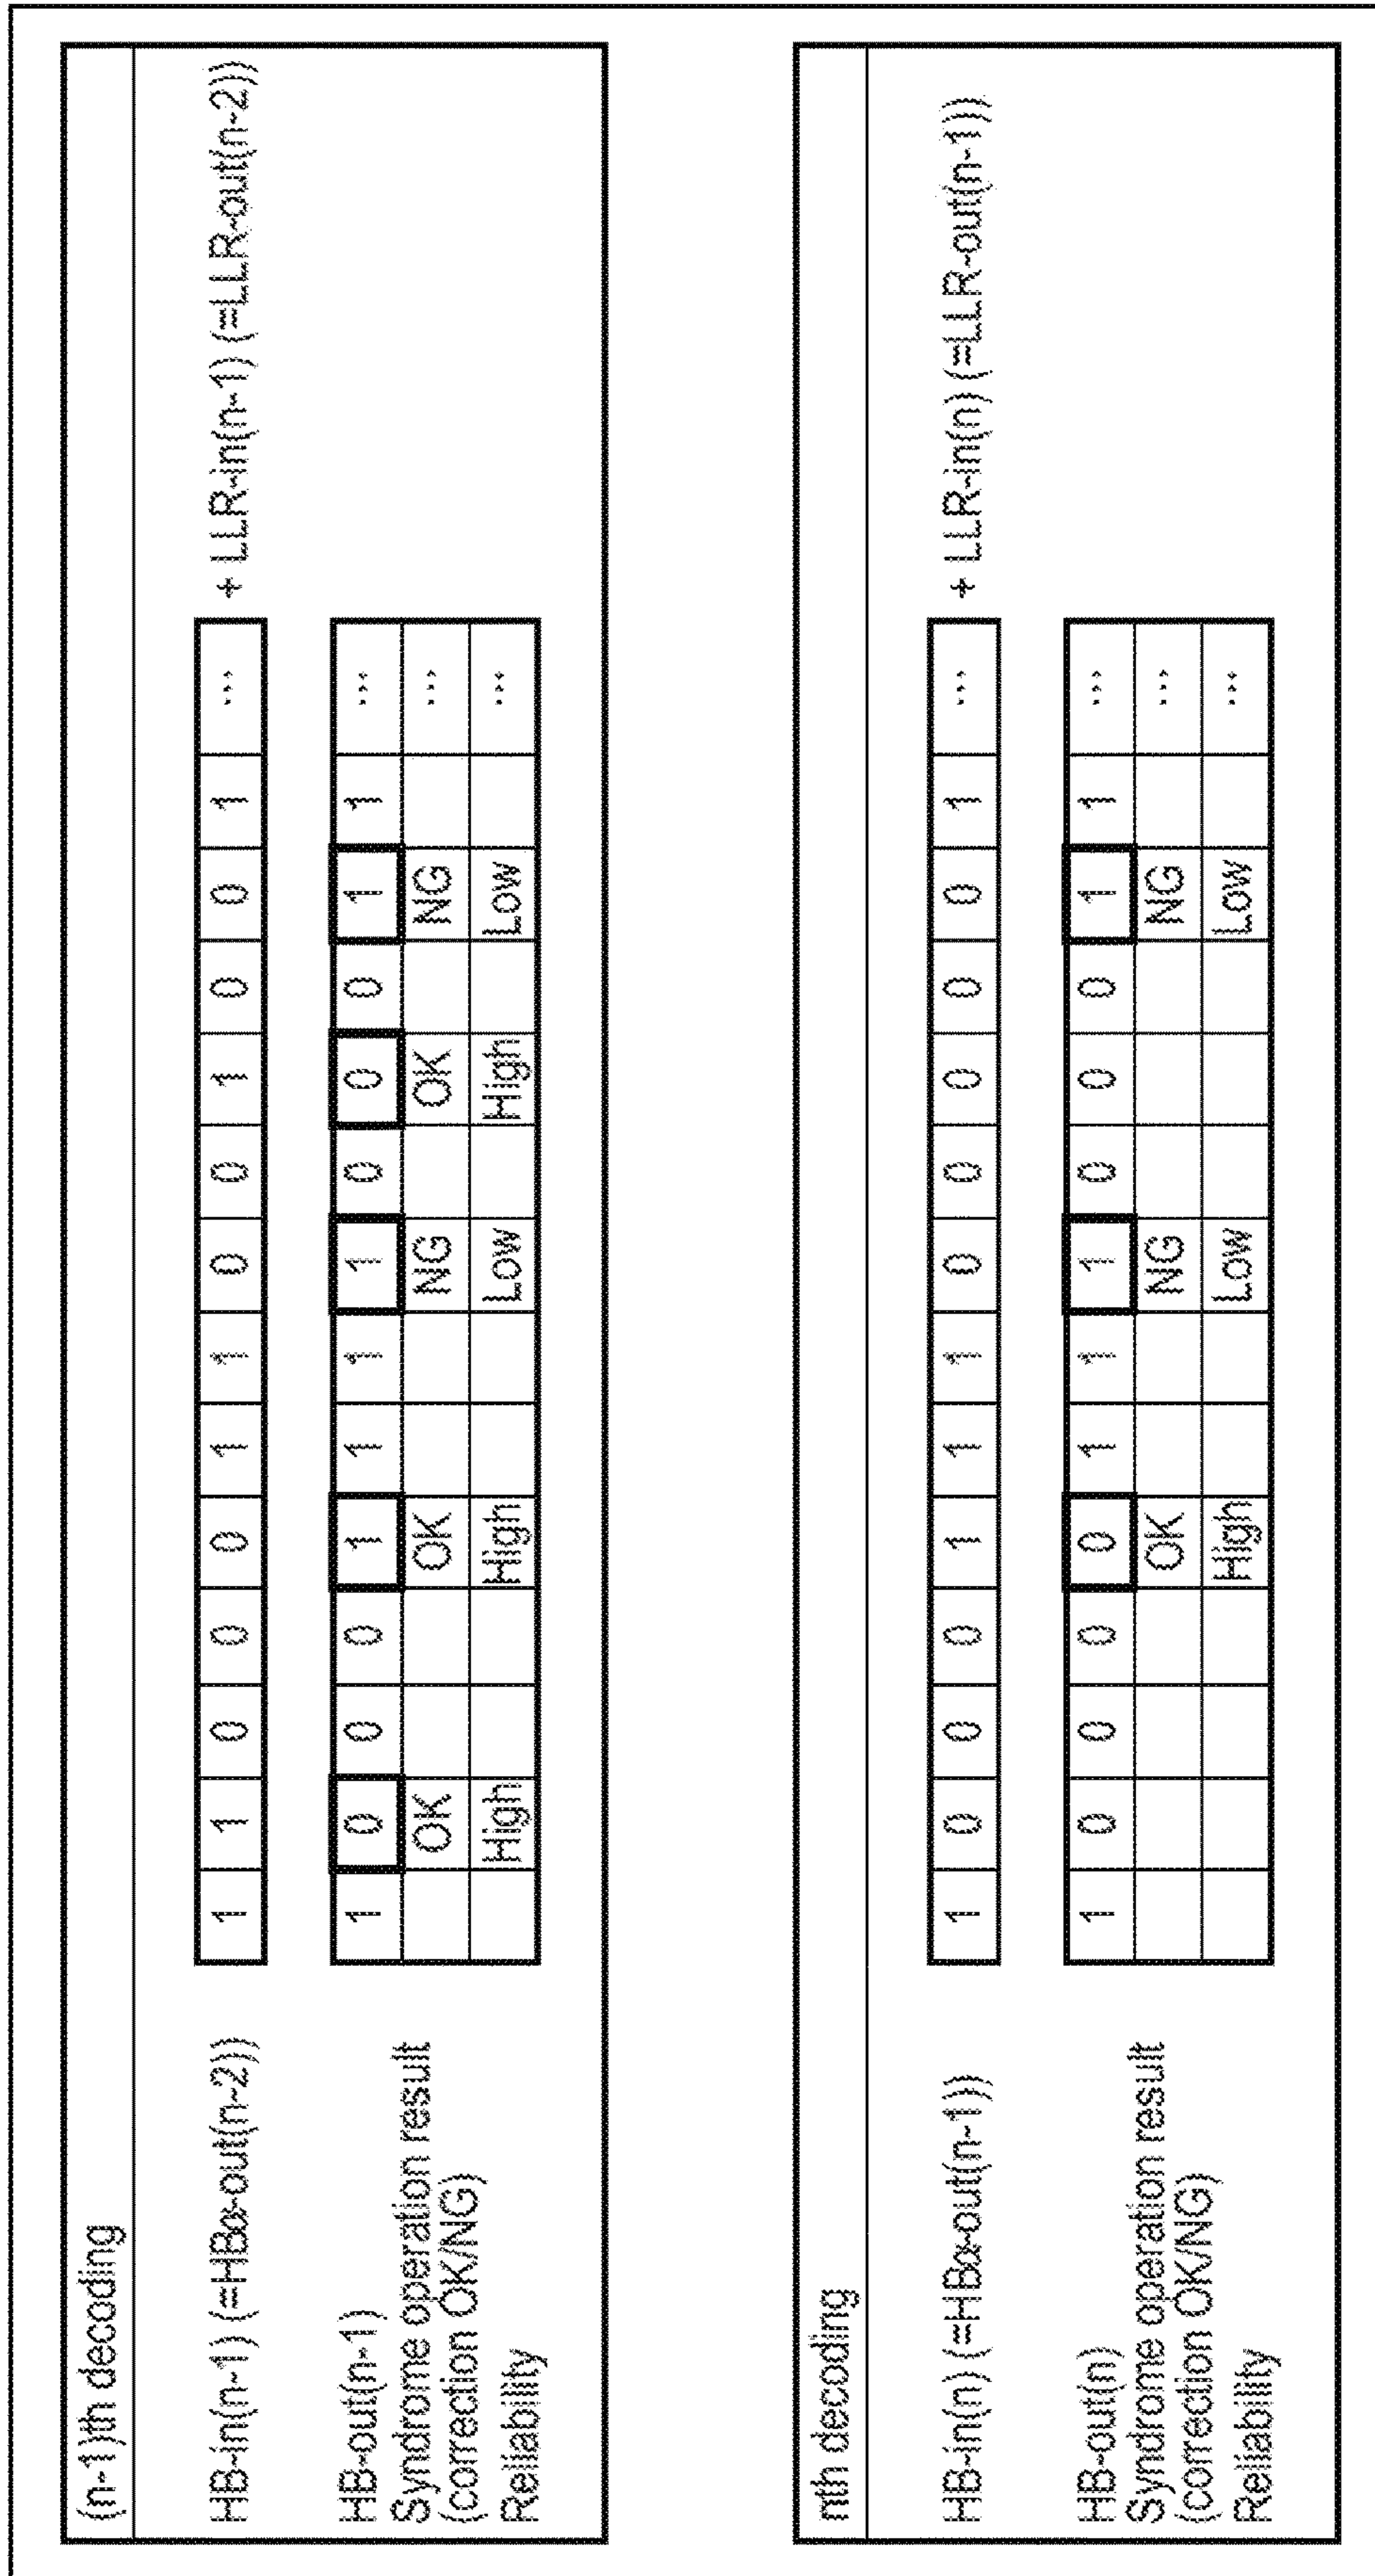 (n-1)th decoding
HB-in(n-1) (=HBα-out(n-2)) 1 1 0 0 0 1 1 0 0 1 0 0 1 ... + LLR-in(n-1) (=LLR-out(n-2))
HB-out(n-1) 1 0 0 0 1 1 1 1 0 0 0 1 1 ...
Syndrome operation result
(correction OK/NG) OK OK NG OK NG ...
Reliability High High Low High Low ...
nth decoding
HB-in(n) (=HBα-out(n-1)) 1 0 0 0 1 1 1 0 0 0 0 0 1 ... + LLR-in(n) (=LLR-out(n-1))
HB-out(n) 1 0 0 0 0 1 1 1 0 0 0 1 1 ...
Syndrome operation result
(correction OK/NG) OK NG NG ...
Reliability High Low Low ...